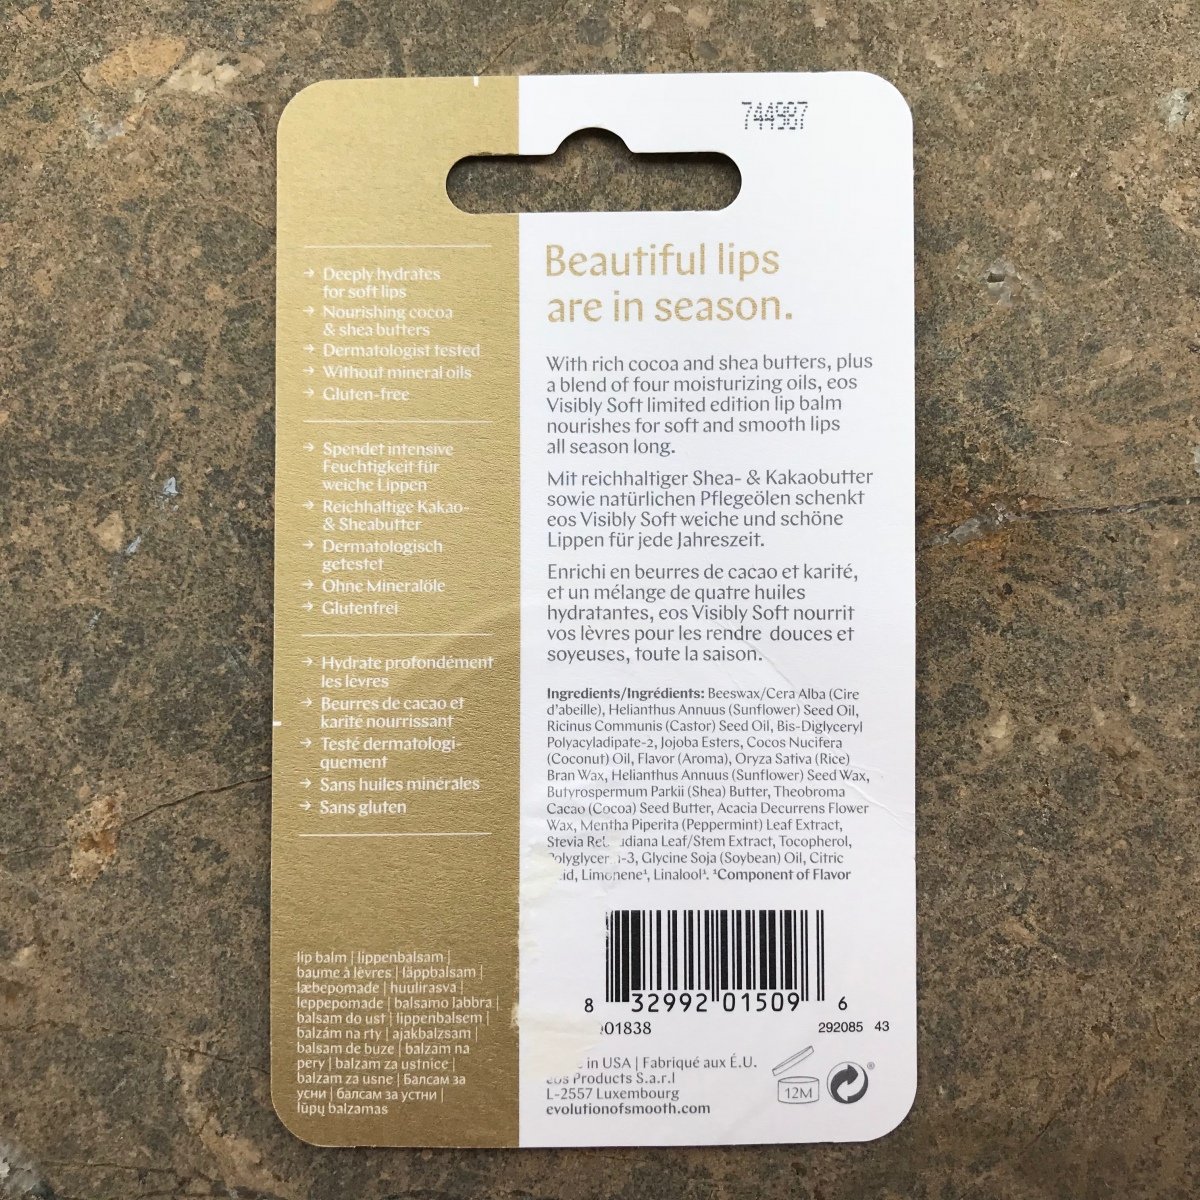 744987
→ Deeply hydrates
for soft lips
→ Nourishing cocoa
& shea butters
→ Dermatologist tested
→ Without mineral oils
→ Gluten-free
→ Spendet intensive
Feuchtigkeit für
weiche Lippen
→ Reichhaltige Kakao-
& Sheabutter
→ Dermatologisch
getestet
→ Ohne Mineralöle
→ Glutenfrei
→ Hydrate profondément
les lèvres
→ Beurres de cacao et
karité nourrissant
→ Testé dermatologi-
quement
→ Sans huiles minérales
→ Sans gluten
lip balm | lippenbalsam |
baume à lèvres | läppbalsam |
læbepomade | huulirasva |
leppepomade | balsamo labbra |
balsam do ust | lippenbalsem |
balzám na rty | ajakbalzsam |
balsam de buze | balzam na
pery | balzam za ustnice |
balzam za usne | балсам за
усни | балсам за устни |
lūpų balzamas
Beautiful lips
are in season.
With rich cocoa and shea butters, plus
a blend of four moisturizing oils, eos
Visibly Soft limited edition lip balm
nourishes for soft and smooth lips
all season long.
Mit reichhaltiger Shea- & Kakaobutter
sowie natürlichen Pflegeölen schenkt
eos Visibly Soft weiche und schöne
Lippen für jede Jahreszeit.
Enrichi en beurres de cacao et karité,
et un mélange de quatre huiles
hydratantes, eos Visibly Soft nourrit
vos lèvres pour les rendre douces et
soyeuses, toute la saison.
Ingredients/Ingrédients: Beeswax/Cera Alba (Cire
d'abeille), Helianthus Annuus (Sunflower) Seed Oil,
Ricinus Communis (Castor) Seed Oil, Bis-Diglyceryl
Polyacyladipate-2, Jojoba Esters, Cocos Nucifera
(Coconut) Oil, Flavor (Aroma), Oryza Sativa (Rice)
Bran Wax, Helianthus Annuus (Sunflower) Seed Wax,
Butyrospermum Parkii (Shea) Butter, Theobroma
Cacao (Cocoa) Seed Butter, Acacia Decurrens Flower
Wax, Mentha Piperita (Peppermint) Leaf Extract,
Stevia Leaf/Stem Extract, Tocopherol,
-3, Glycine Soja (Soybean) Oil, Citric
Limonene¹, Linalool¹. ¹Component of Flavor
8 32992 01509 6
01838
292085 43
in USA | Fabriqué aux É.U.
eos Products S.a.r.l
L-2557 Luxembourg
evolutionofsmooth.com
12M
®